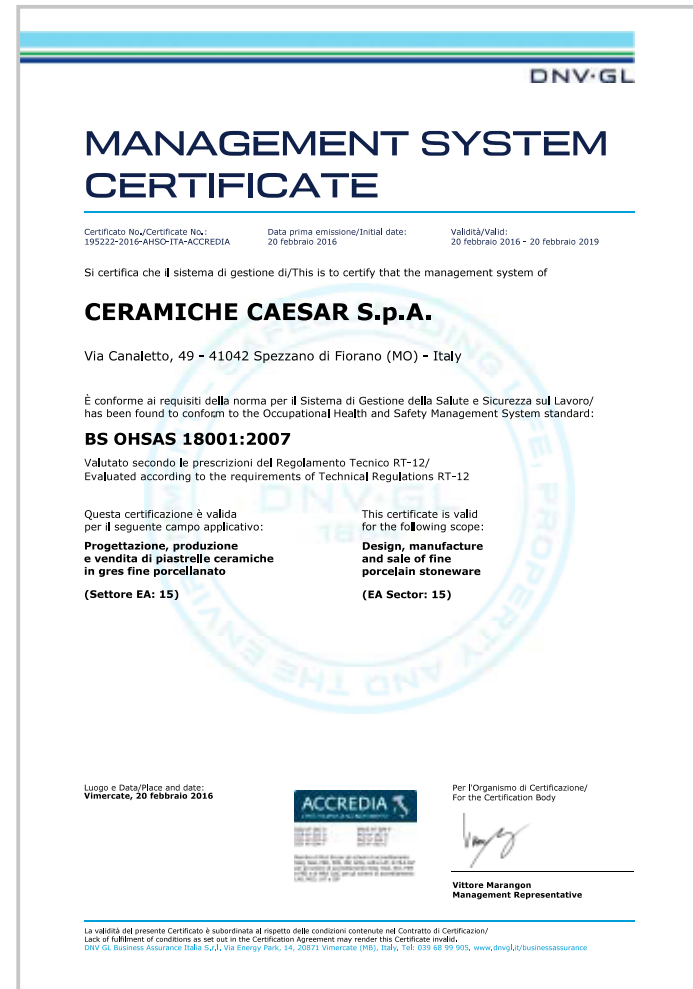 DNV·GL
MANAGEMENT SYSTEM
CERTIFICATE
Certificato No./Certificate No.:
195222-2016-AHSO-ITA-ACCREDIA
Data prima emissione/Initial date:
20 febbraio 2016
Validità/Valid:
20 febbraio 2016 - 20 febbraio 2019
Si certifica che il sistema di gestione di/This is to certify that the management system of
CERAMICHE CAESAR S.p.A.
Via Canaletto, 49 - 41042 Spezzano di Fiorano (MO) - Italy
È conforme ai requisiti della norma per il Sistema di Gestione della Salute e Sicurezza sul Lavoro/
has been found to conform to the Occupational Health and Safety Management System standard:
BS OHSAS 18001:2007
Valutato secondo le prescrizioni del Regolamento Tecnico RT-12/
Evaluated according to the requirements of Technical Regulations RT-12
Questa certificazione è valida
per il seguente campo applicativo:
Progettazione, produzione
e vendita di piastrelle ceramiche
in gres fine porcellanato
(Settore EA: 15)
This certificate is valid
for the following scope:
Design, manufacture
and sale of fine
porcelain stoneware
(EA Sector: 15)
DNV·GL
Luogo e Data/Place and date:
Vimercate, 20 febbraio 2016
ACCREDIA
Per l'Organismo di Certificazione/
For the Certification Body
Vittore Marangon
Management Representative
La validità del presente Certificato è subordinata al rispetto delle condizioni contenute nel Contratto di Certificazion/
Lack of fulfilment of conditions as set out in the Certification Agreement may render this Certificate invalid.
DNV GL Business Assurance Italia S.r.l., Via Energy Park, 14, 20871 Vimercate (MB), Italy, Tel: 039 68 99 905, www.dnvgl.it/businessassurance